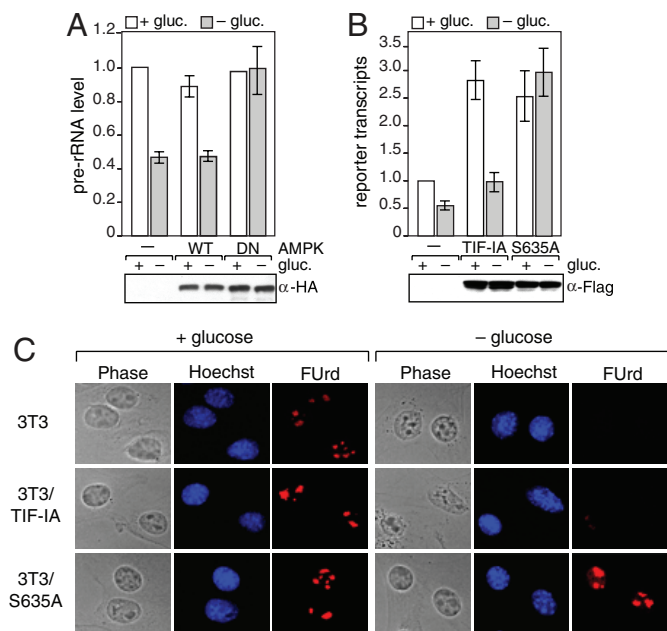 A
+ gluc. – gluc.
pre-rRNA level
1.2
1.0
0.8
0.6
0.4
0.2
0
– WT DN AMPK
+ – + – + – gluc.
α-HA
B
+ gluc. – gluc.
reporter transcripts
3.5
3.0
2.5
2.0
1.5
1.0
0.5
0
– TIF-IA S635A
+ – + – + – gluc.
α-Flag
C
+ glucose – glucose
Phase Hoechst FUrd Phase Hoechst FUrd
3T3
3T3/
TIF-IA
3T3/
S635A